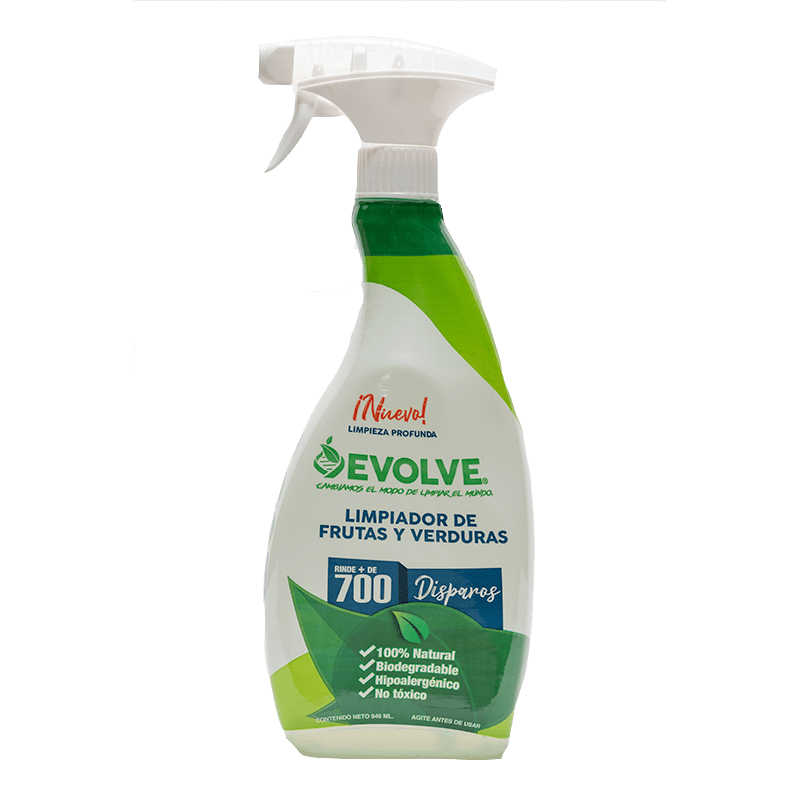 ¡Nuevo!
LIMPIEZA PROFUNDA
EVOLVE®
CAMBIAMOS EL MODO DE LIMPIAR EL MUNDO.
LIMPIADOR DE
FRUTAS Y VERDURAS
RINDE + DE
700 Disparos
100% Natural
Biodegradable
Hipoalergénico
No tóxico
CONTENIDO NETO 946 ML. AGITE ANTES DE USAR